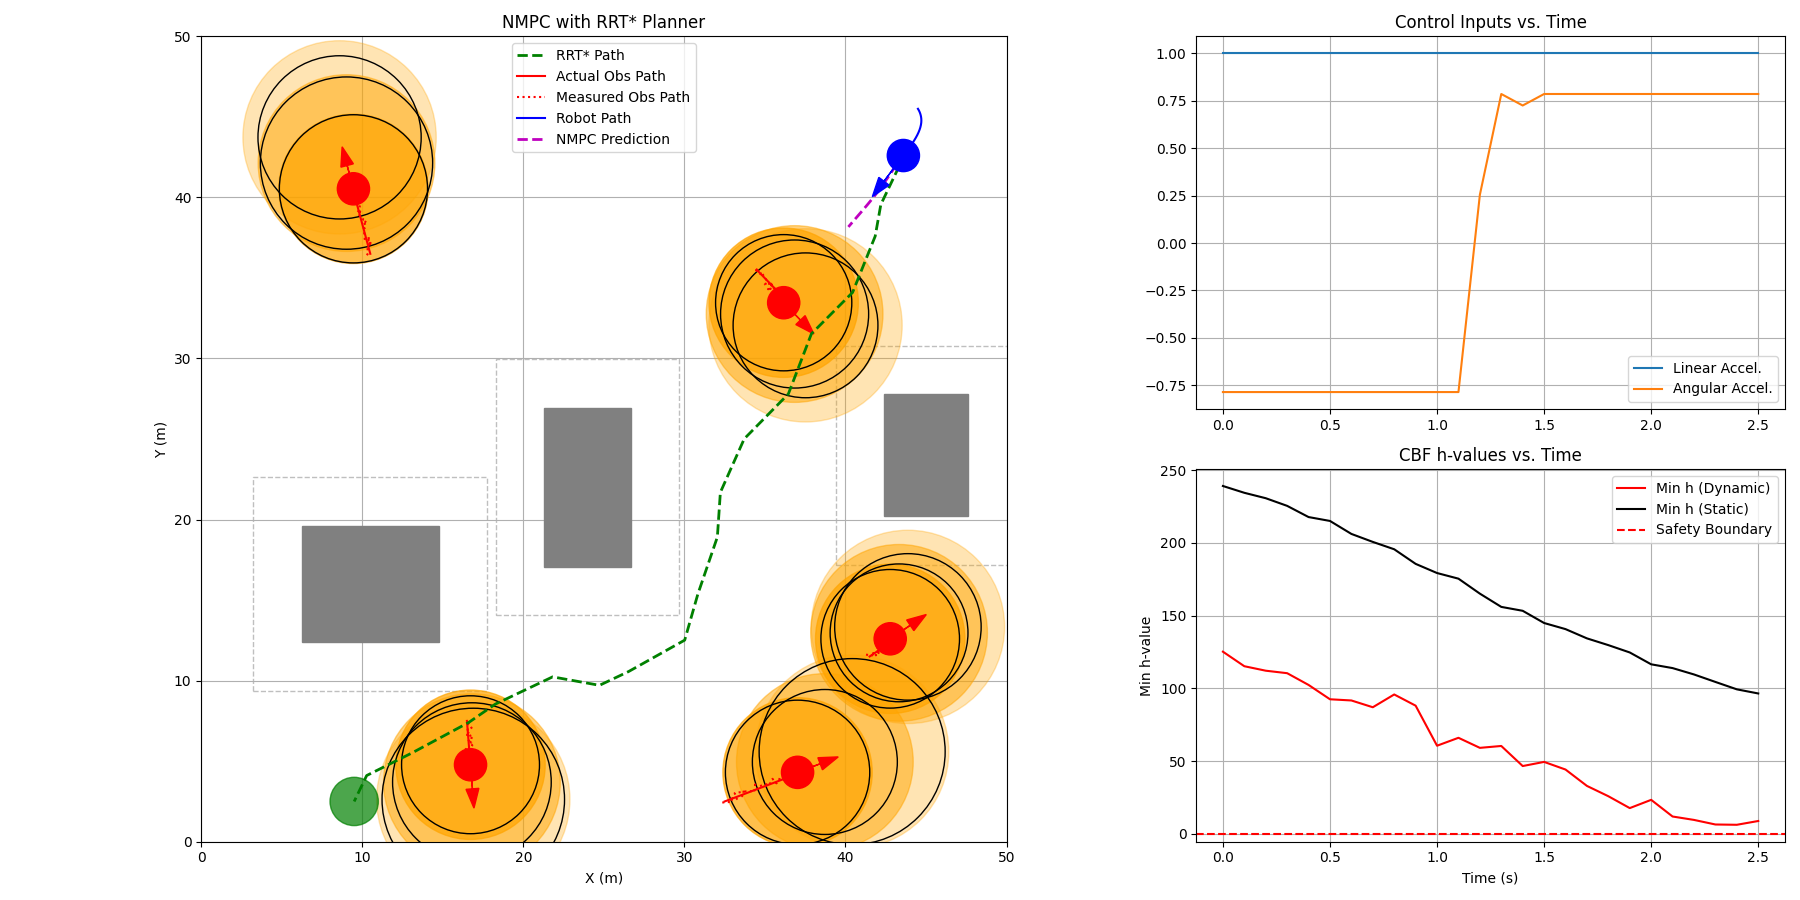 NMPC with RRT* Planner
50
40
30
20
10
0
Y (m)
RRT* Path
Actual Obs Path
Measured Obs Path
Robot Path
NMPC Prediction
0 10 20 30 40 50
X (m)
Control Inputs vs. Time
1.00
0.75
0.50
0.25
0.00
−0.25
−0.50
−0.75
Linear Accel.
Angular Accel.
0.0 0.5 1.0 1.5 2.0 2.5
CBF h-values vs. Time
250
200
150
100
50
0
Min h-value
Min h (Dynamic)
Min h (Static)
Safety Boundary
0.0 0.5 1.0 1.5 2.0 2.5
Time (s)